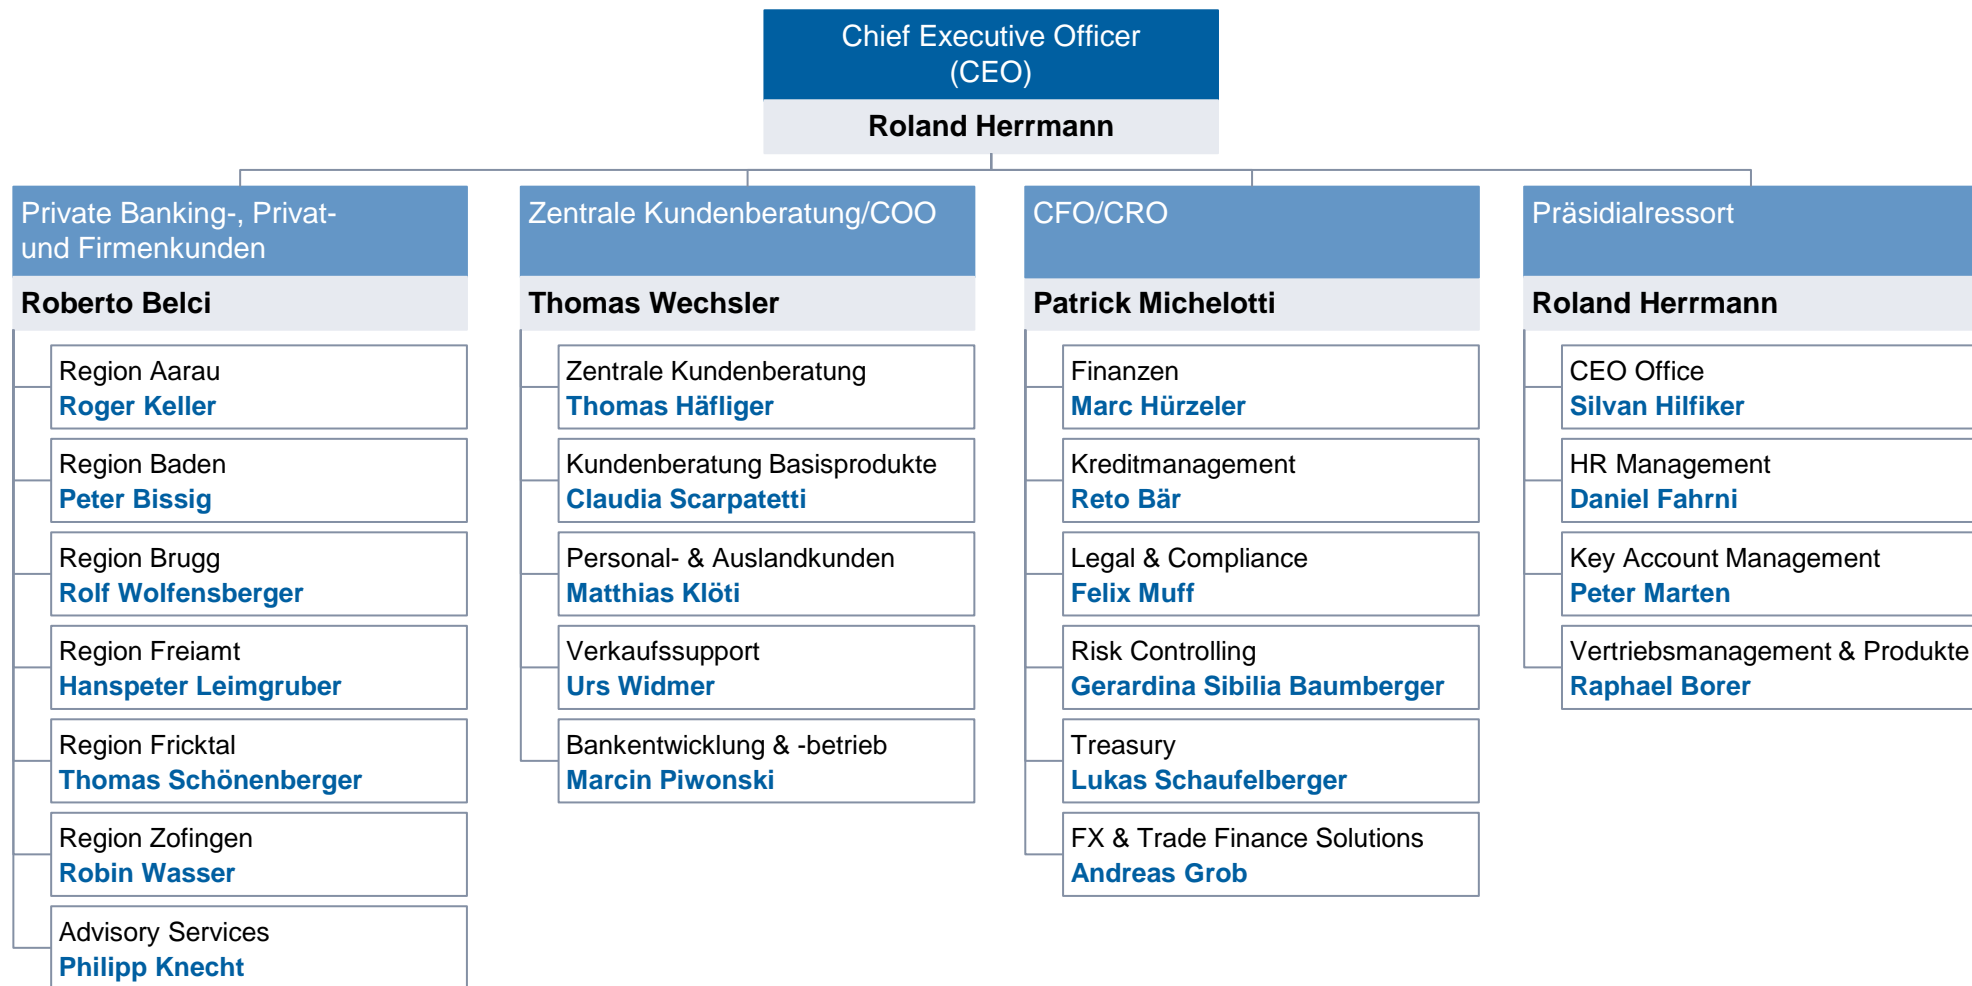 Chief Executive Officer
(CEO)
Roland Herrmann
Private Banking-, Privat-
und Firmenkunden
Roberto Belci
Region Aarau
Roger Keller
Region Baden
Peter Bissig
Region Brugg
Rolf Wolfensberger
Region Freiamt
Hanspeter Leimgruber
Region Fricktal
Thomas Schönenberger
Region Zofingen
Robin Wasser
Advisory Services
Philipp Knecht
Zentrale Kundenberatung/COO
Thomas Wechsler
Zentrale Kundenberatung
Thomas Häfliger
Kundenberatung Basisprodukte
Claudia Scarpatetti
Personal- & Auslandkunden
Matthias Klöti
Verkaufssupport
Urs Widmer
Bankentwicklung & -betrieb
Marcin Piwonski
CFO/CRO
Patrick Michelotti
Finanzen
Marc Hürzeler
Kreditmanagement
Reto Bär
Legal & Compliance
Felix Muff
Risk Controlling
Gerardina Sibilia Baumberger
Treasury
Lukas Schaufelberger
FX & Trade Finance Solutions
Andreas Grob
Präsidialressort
Roland Herrmann
CEO Office
Silvan Hilfiker
HR Management
Daniel Fahrni
Key Account Management
Peter Marten
Vertriebsmanagement & Produkte
Raphael Borer